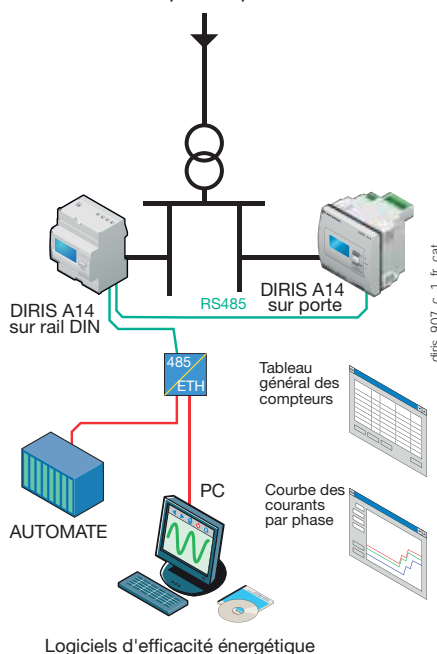 RS485
DIRIS A14
sur rail DIN
DIRIS A14
sur porte
diris_907_c_1_fr_cat
485
ETH
Tableau
général des
compteurs
PC
AUTOMATE
Courbe des
courants
par phase
Logiciels d'efficacité énergétique